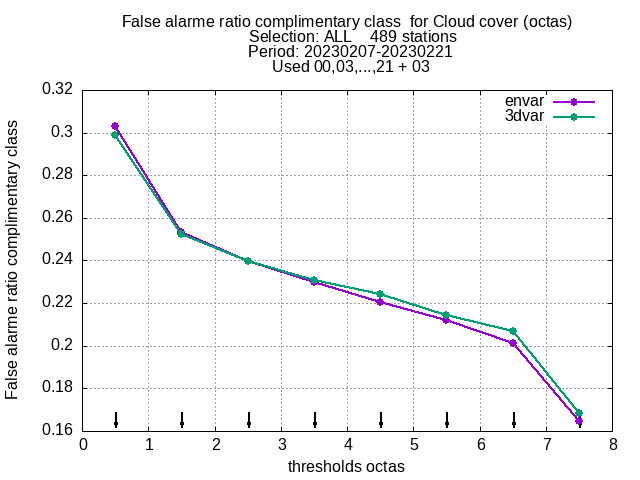 False alarme ratio complimentary class  for Cloud cover (octas)
Selection: ALL    489 stations
Period: 20230207-20230221
Used 00,03,...,21 + 03
envar
3dvar
False alarme ratio complimentary class
0.32
0.3
0.28
0.26
0.24
0.22
0.2
0.18
0.16
0 1 2 3 4 5 6 7 8
thresholds octas